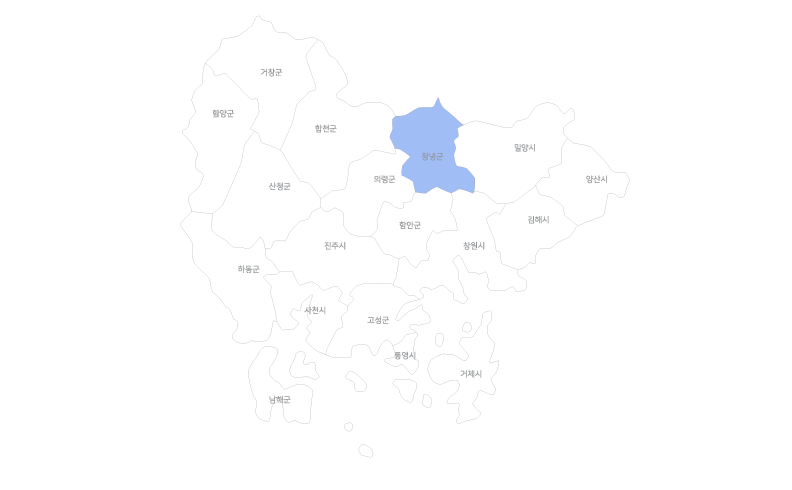 거창군
함양군
합천군
밀양시
창녕군
양산시
의령군
산청군
김해시
함안군
진주시
창원시
하동군
사천시
고성군
통영시
거제시
남해군